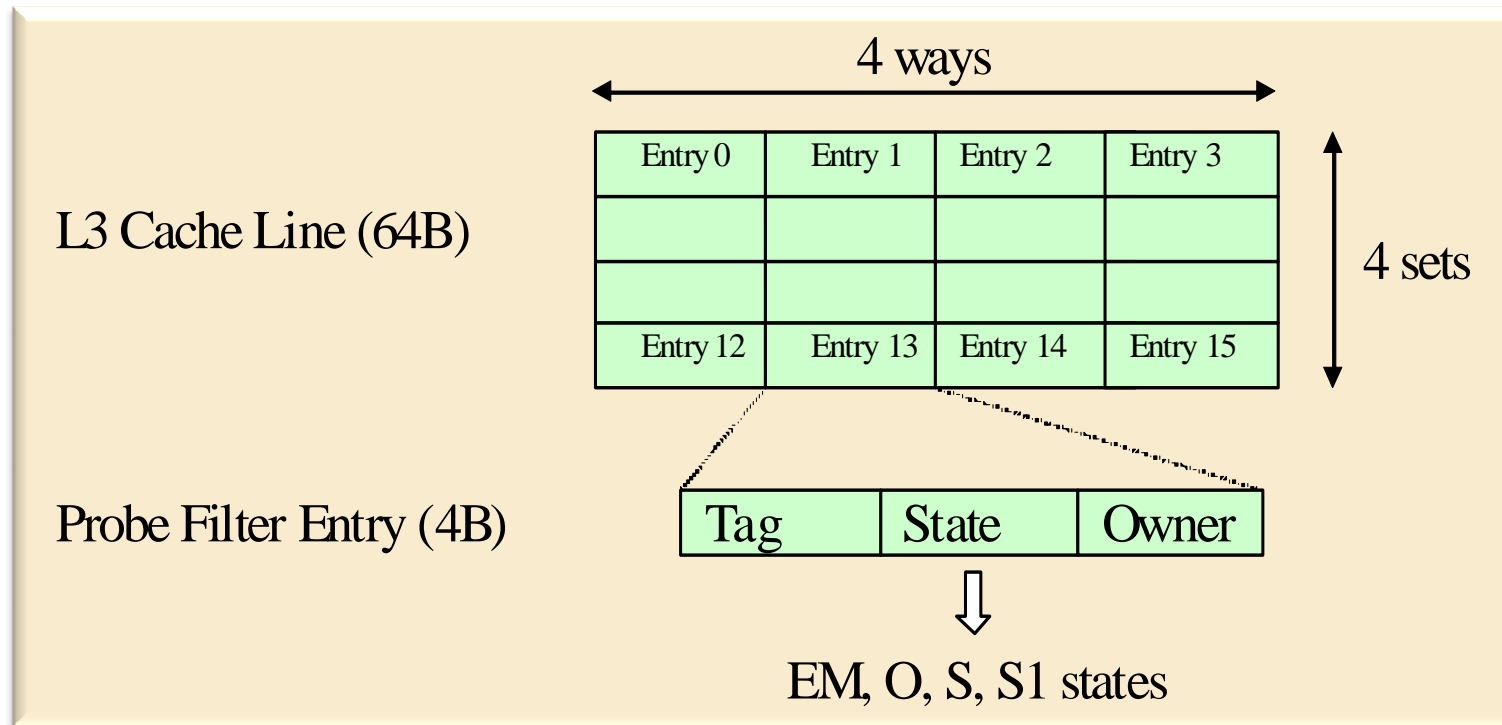 4 ways
Entry 0 Entry 1 Entry 2 Entry 3
L3 Cache Line (64B)
4 sets
Entry 12 Entry 13 Entry 14 Entry 15
Probe Filter Entry (4B)
Tag State Owner
EM, O, S, S1 states